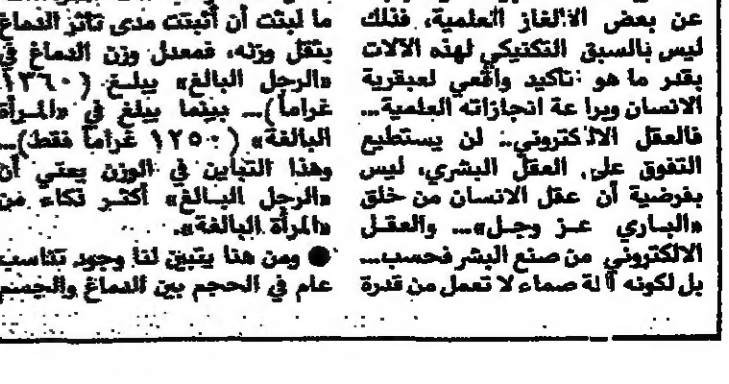 عن بعض الألغاز العلمية، فذلك
ليس بالسبق التكتيكي لهذه الآلات
بقدر ما هو تأكيد واقعي لعبقرية
الانسان وبراعة انجازاته العلمية...
فالعقل الالكتروني.. لن يستطيع
التفوق على العقل البشري، ليس
بفرضية أن عقل الانسان من خلق
«الباري عز وجل»... والعقل
الالكتروني من صنع البشر فحسب...
بل لكونه آلة صماء لا تعمل من قدرة
ما لبثت أن أثبتت مدى تأثر الدماغ
بثقل وزنه، فمعدل وزن الدماغ في
«الرجل البالغ» يبلغ (١٣٦٠
غراماً)... بينما يبلغ في «المرأة
البالغة» (١٢٥٠ غراماً فقط)...
وهذا التباين في الوزن يعني أن
«الرجل البالغ» أكثر ذكاء من
«المرأة البالغة».
● ومن هنا يتبين لنا وجود تناسب
عام في الحجم بين الدماغ والجسم